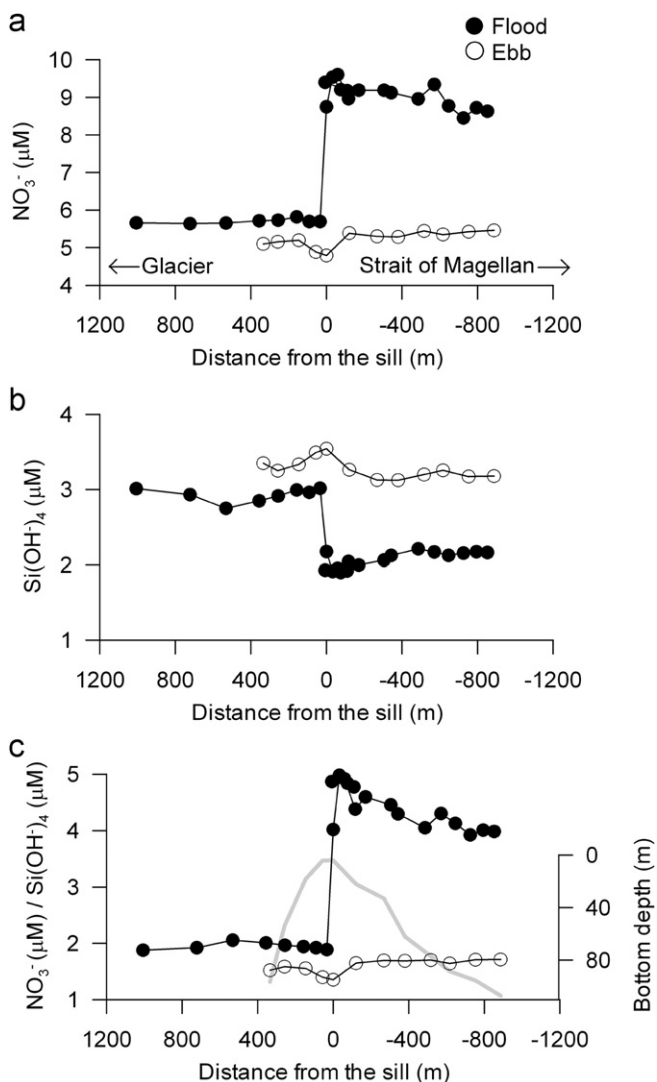 a
Flood
Ebb
10
9
8
7
6
5
4
NO3- (μM)
Glacier
Strait of Magellan
1200 800 400 0 -400 -800 -1200
Distance from the sill (m)
b
4
3
2
1
Si(OH-)4 (μM)
1200 800 400 0 -400 -800 -1200
Distance from the sill (m)
c
5
4
3
2
1
NO3- (μM) / Si(OH-)4 (μM)
0
40
80
Bottom depth (m)
1200 800 400 0 -400 -800 -1200
Distance from the sill (m)